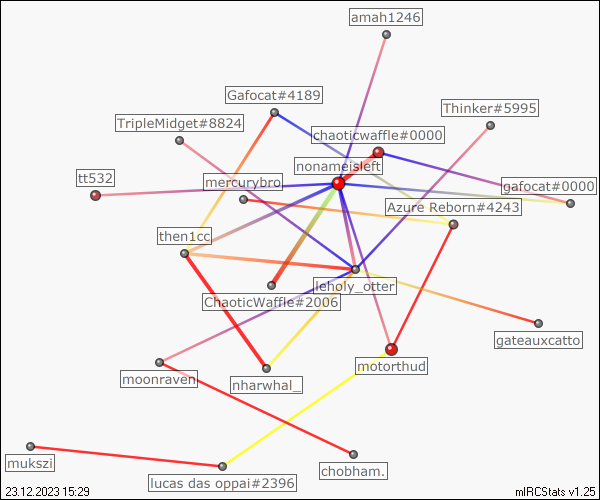 amah1246
Gafocat#4189
Thinker#5995
TripleMidget#8824
chaoticwaffle#0000
nonameisleft
tt532
mercurybro
gafocat#0000
Azure Reborn#4243
then1cc
lenoly_otter
ChaoticWaffle#2006
gateauxcatto
motorthud
moonraven
nharwhal_
mukszi
chobham.
lucas das oppai#2396
23.12.2023 15:29
mIRCStats v1.25